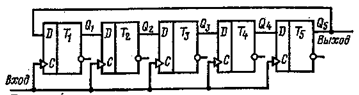 D T₁ Q₁ D T₂ Q₂ D T₃ Q₃ D T₄ Q₄ D T₅ Q₅
C C C C C
Выход
Вход